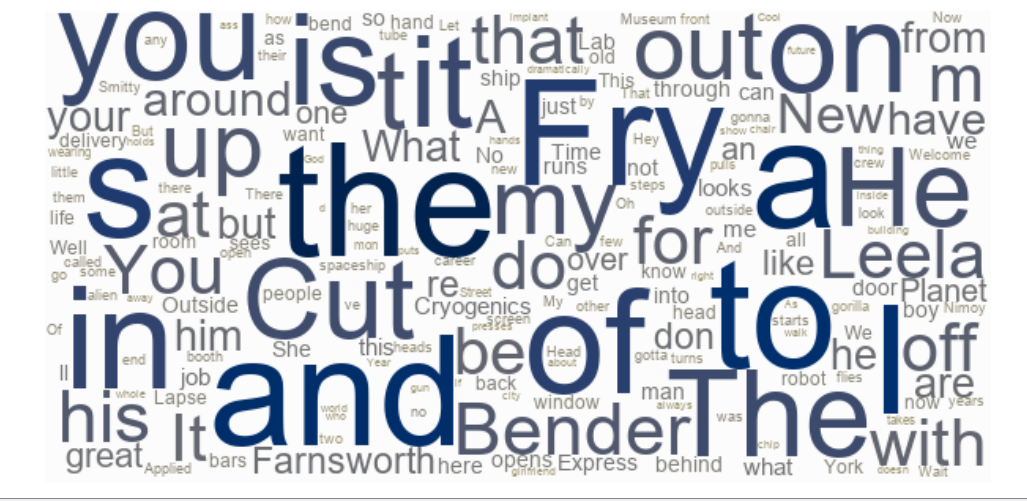 you is t it that out on from
any ass how bend so hand Let Implant Museum front Cool Now
as their tube Lab old future m
Smitty around one ship dramatically This That through can
your A Fry just by gonna New have
delivery But holds want What No hands Time Hey show chair we
wearing up God new runs not an pulls thing crew Welcome
little s the my steps looks a He
them there There d her Oh outside inside look
life at but huge me building
Well room sees mon puts Can few for And all
called You open spaceship career do over like Leela
go some Cut re get know right door Planet
alien away Outside people ve Street Cryogenics My other into to As gorilla boy Nimoy
in him screen head starts I
Of She this heads presses be Head of don walk We off
end booth Year about gotta turns he
ll job and gun If back man robot flies are
whole Lapse city window always now years
his world who no was The takes
It two Bender with
great Applied bars Farnsworth here opens Express behind chip what York doesn Wait
girlfriend